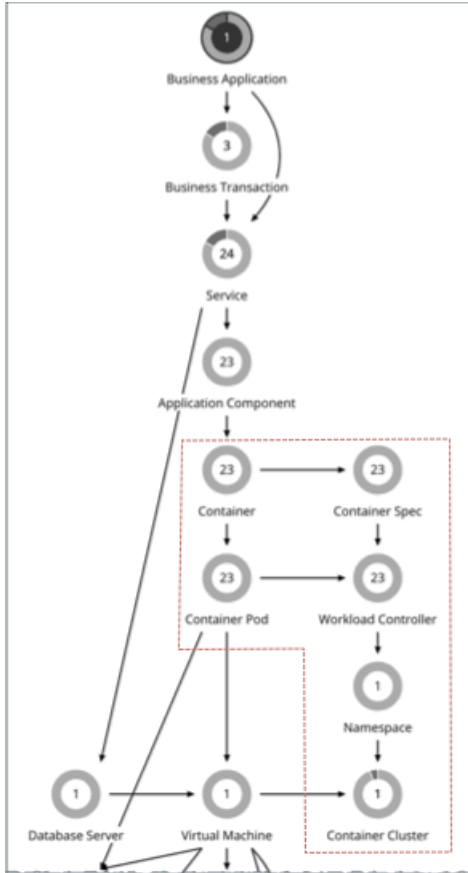 1
Business Application
3
Business Transaction
24
Service
23
Application Component
23 23
Container Container Spec
23 23
Container Pod Workload Controller
1
Namespace
1 1 1
Database Server Virtual Machine Container Cluster